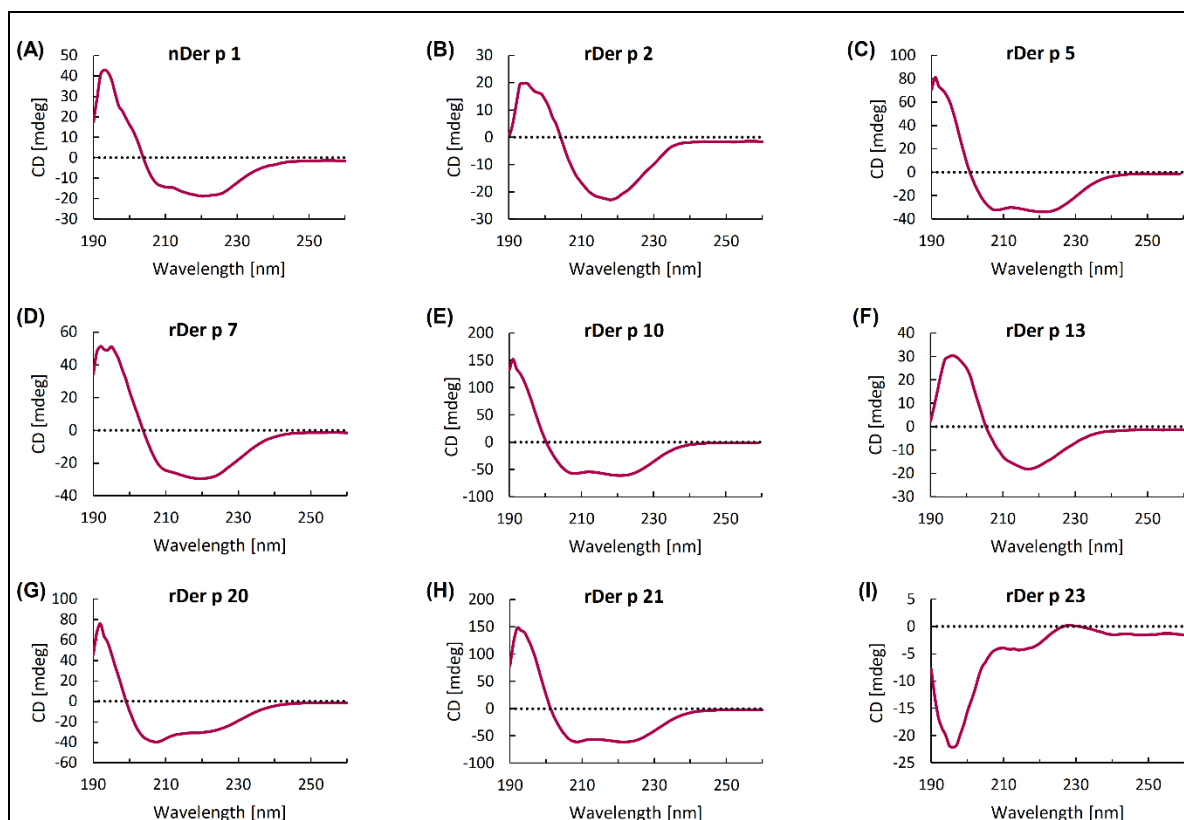 (A) nDer p 1
50
40
30
20
10
0
-10
-20
-30
CD [mdeg]
190 210 230 250
Wavelength [nm]
(B) rDer p 2
30
20
10
0
-10
-20
-30
CD [mdeg]
190 210 230 250
Wavelength [nm]
(C) rDer p 5
100
80
60
40
20
0
-20
-40
CD [mdeg]
190 210 230 250
Wavelength [nm]
(D) rDer p 7
60
40
20
0
-20
-40
CD [mdeg]
190 210 230 250
Wavelength [nm]
(E) rDer p 10
200
150
100
50
0
-50
-100
CD [mdeg]
190 210 230 250
Wavelength [nm]
(F) rDer p 13
40
30
20
10
0
-10
-20
-30
CD [mdeg]
190 210 230 250
Wavelength [nm]
(G) rDer p 20
100
80
60
40
20
0
-20
-40
-60
CD [mdeg]
190 210 230 250
Wavelength [nm]
(H) rDer p 21
200
150
100
50
0
-50
-100
CD [mdeg]
190 210 230 250
Wavelength [nm]
(I) rDer p 23
5
0
-5
-10
-15
-20
-25
CD [mdeg]
190 210 230 250
Wavelength [nm]